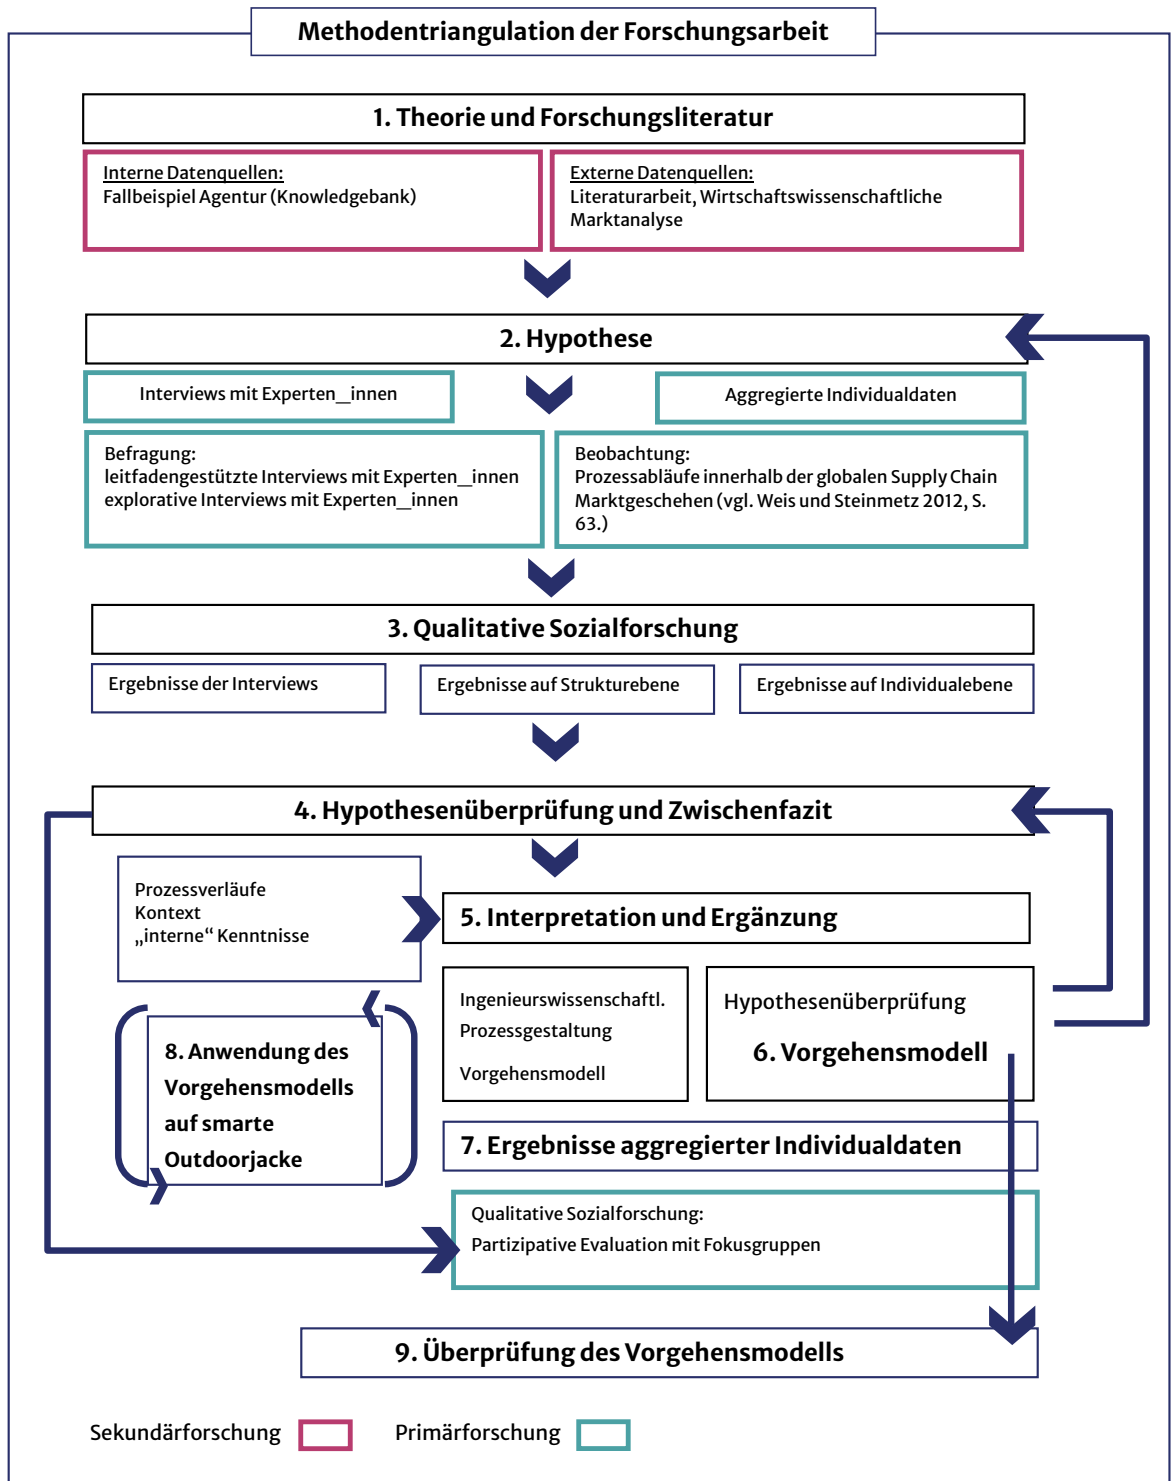 Methodentriangulation der Forschungsarbeit
1. Theorie und Forschungsliteratur
Interne Datenquellen:
Fallbeispiel Agentur (Knowledgebank)
Externe Datenquellen:
Literaturarbeit, Wirtschaftswissenschaftliche
Marktanalyse
2. Hypothese
Interviews mit Experten_innen
Aggregierte Individualdaten
Befragung:
leitfadengestützte Interviews mit Experten_innen
explorative Interviews mit Experten_innen
Beobachtung:
Prozessabläufe innerhalb der globalen Supply Chain
Marktgeschehen (vgl. Weis und Steinmetz 2012, S.
63.)
3. Qualitative Sozialforschung
Ergebnisse der Interviews
Ergebnisse auf Strukturebene
Ergebnisse auf Individualebene
4. Hypothesenüberprüfung und Zwischenfazit
Prozessverläufe
Kontext
„interne“ Kenntnisse
5. Interpretation und Ergänzung
Ingenieurswissenschaftl.
Prozessgestaltung
Vorgehensmodell
Hypothesenüberprüfung
6. Vorgehensmodell
8. Anwendung des
Vorgehensmodells
auf smarte
Outdoorjacke
7. Ergebnisse aggregierter Individualdaten
Qualitative Sozialforschung:
Partizipative Evaluation mit Fokusgruppen
9. Überprüfung des Vorgehensmodells
Sekundärforschung
Primärforschung